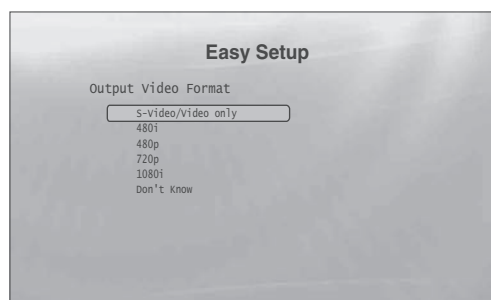 Easy Setup
Output Video Format
S-Video/Video only
480i
480p
720p
1080i
Don't Know